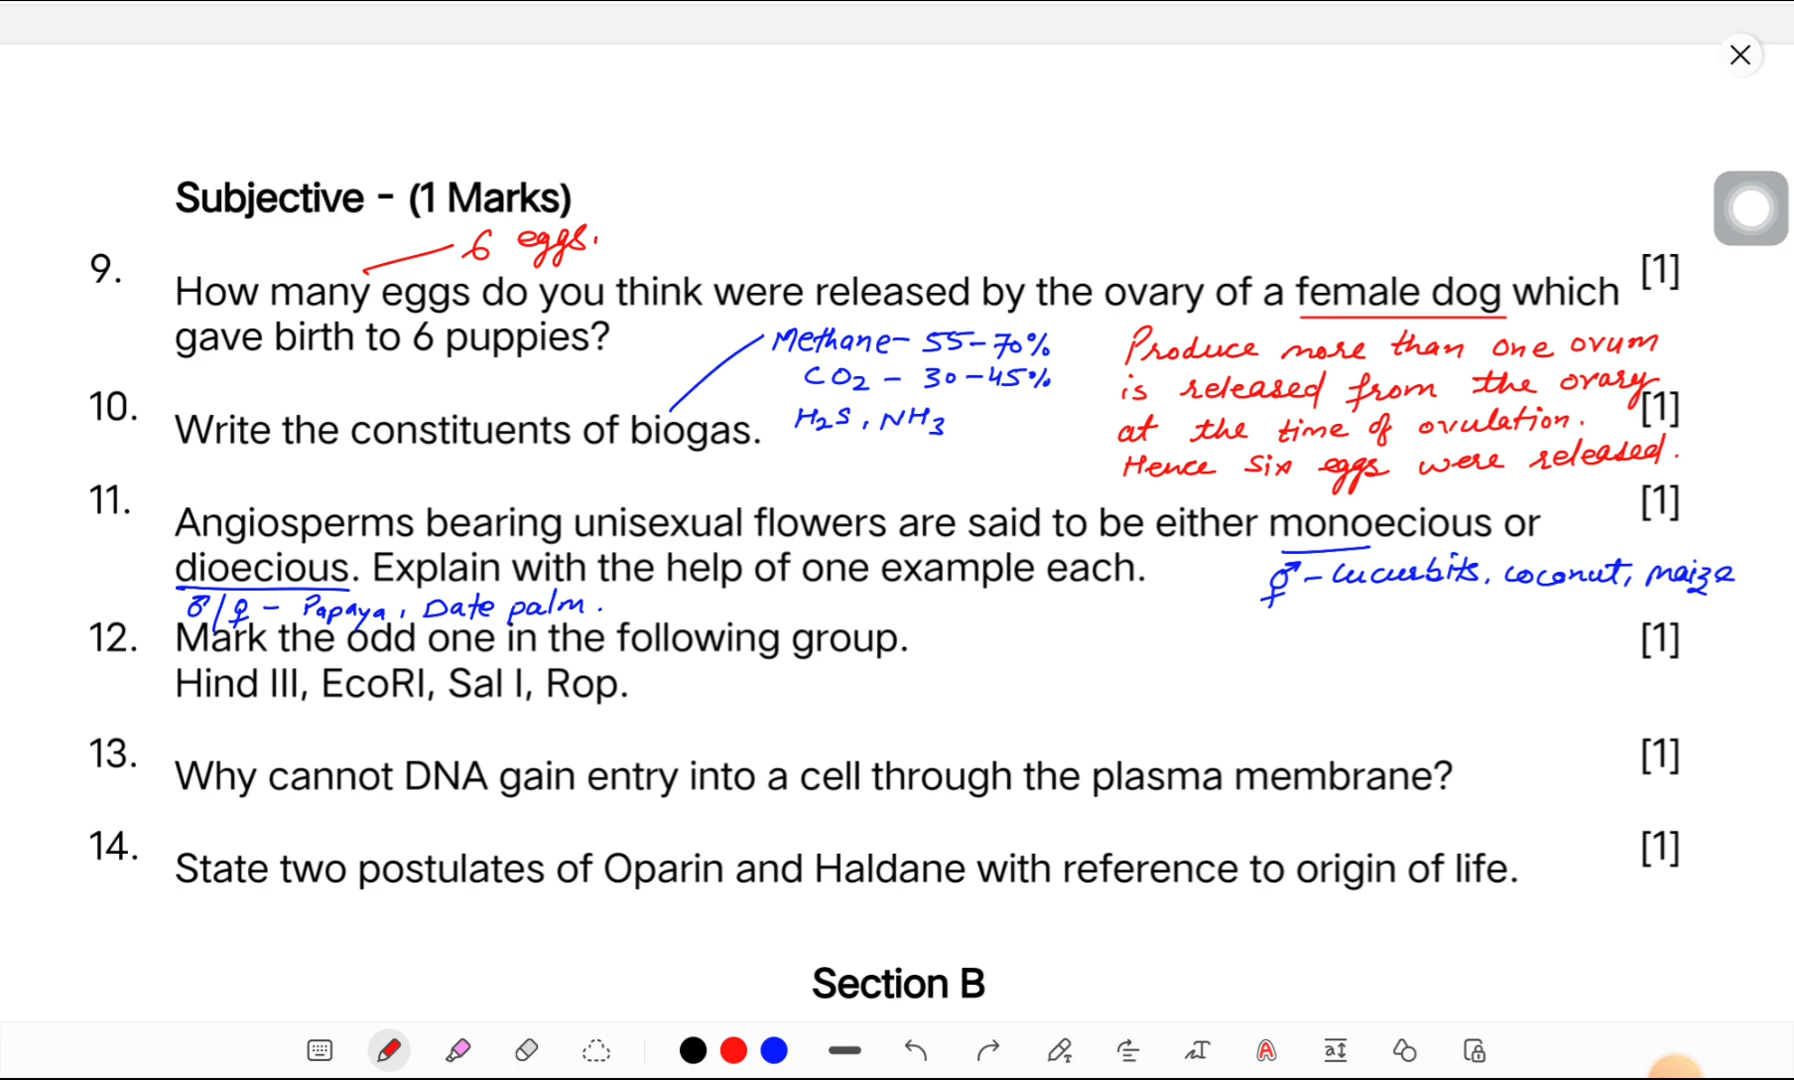 Subjective - (1 Marks)
6 eggs.
9.
How many eggs do you think were released by the ovary of a female dog which
[1]
gave birth to 6 puppies?
Methane- 55-70%
CO2 - 30-45%
H2S, NH3
Produce more than one ovum
is released from the ovary
at the time of ovulation.
Hence six eggs were released.
10.
Write the constituents of biogas.
[1]
11.
Angiosperms bearing unisexual flowers are said to be either monoecious or
[1]
dioecious. Explain with the help of one example each.
⚥ - Cucurbits, coconut, maize
♂/♀ - Papaya, Date palm.
12.
Mark the odd one in the following group.
[1]
Hind III, EcoRI, Sal I, Rop.
13.
Why cannot DNA gain entry into a cell through the plasma membrane?
[1]
14.
State two postulates of Oparin and Haldane with reference to origin of life.
[1]
Section B